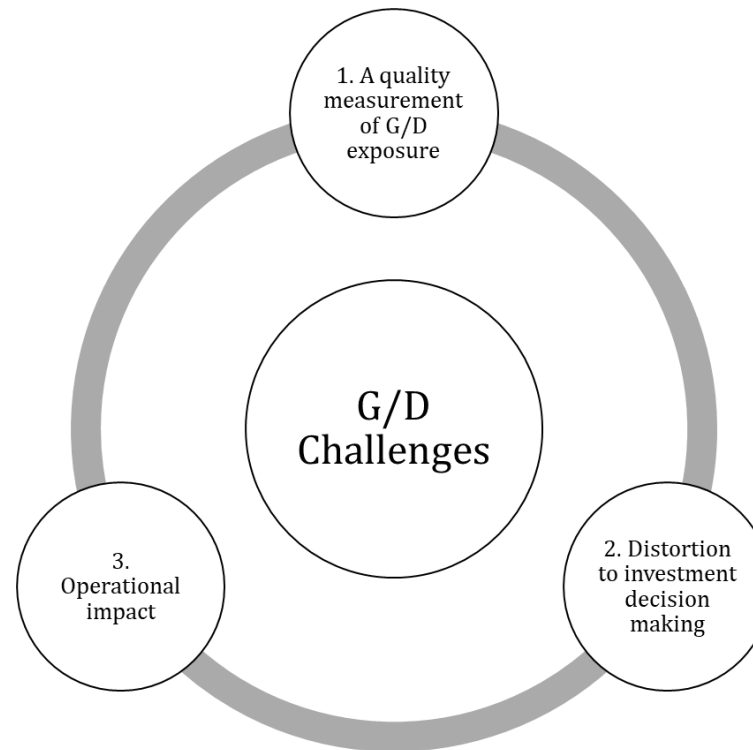 1. A quality
measurement
of G/D
exposure
G/D
Challenges
2. Distortion
to investment
decision
making
3.
Operational
impact